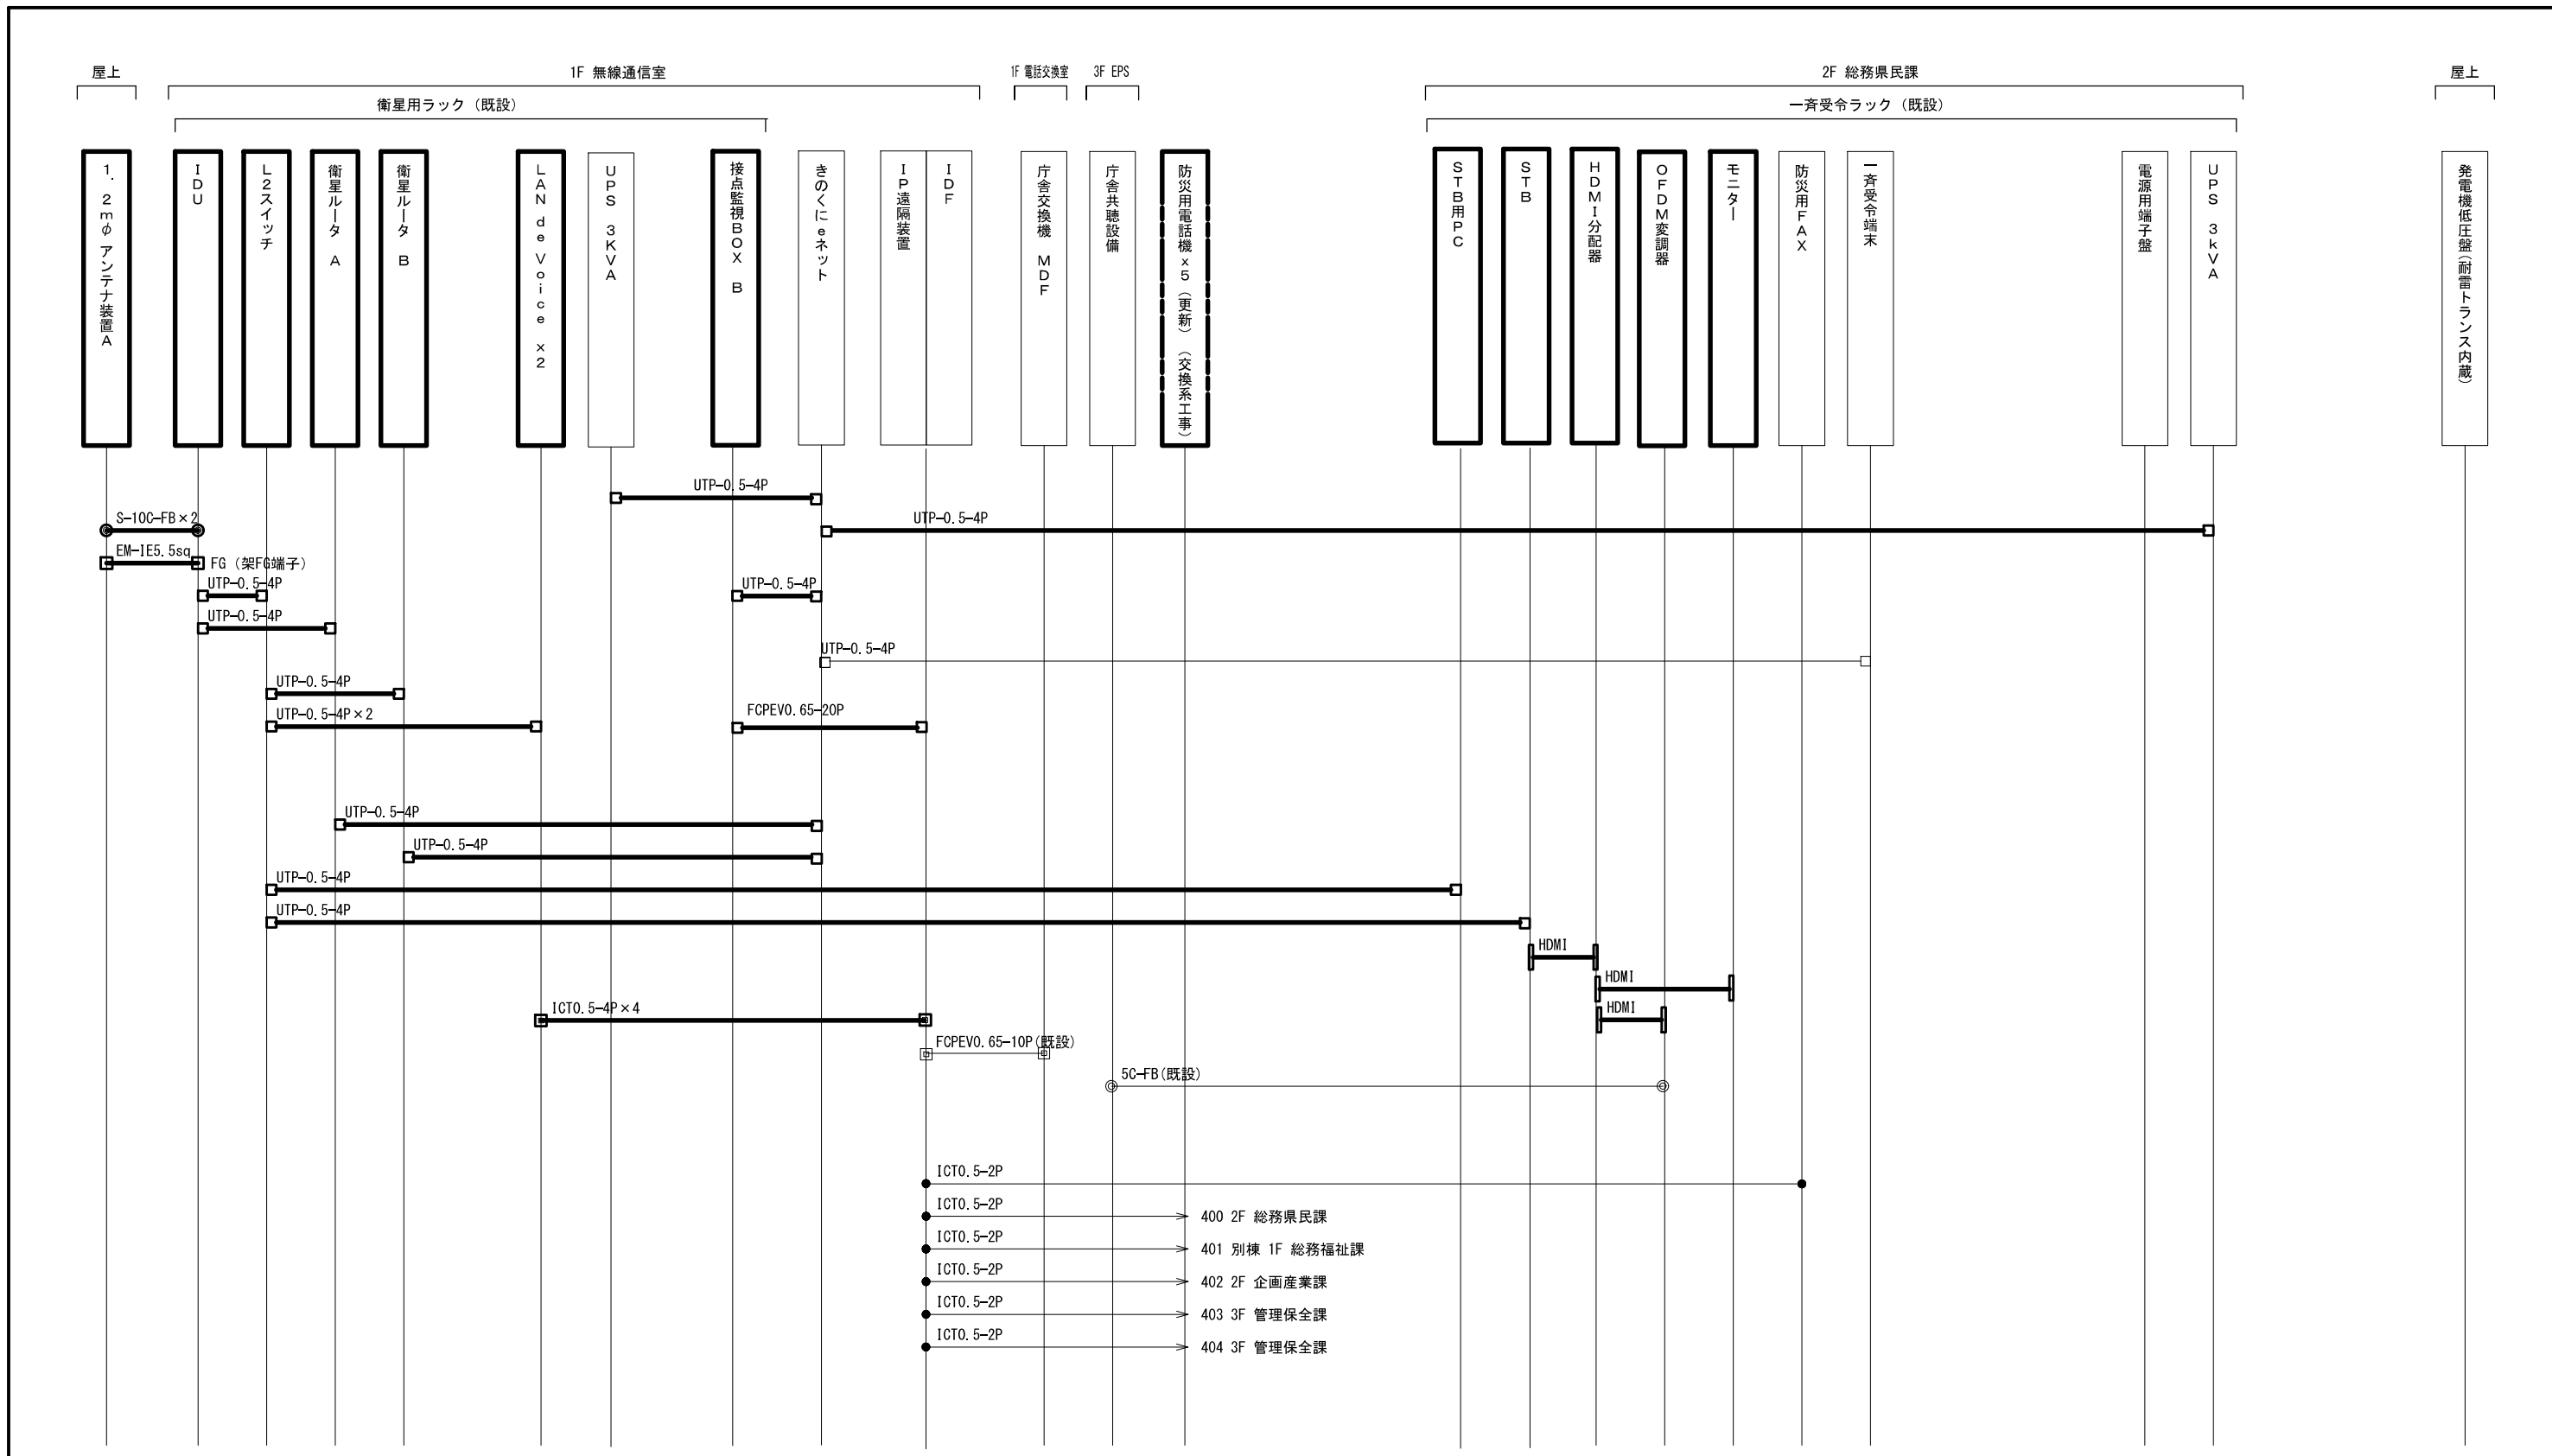 屋上
1F 無線通信室
1F 電話交換室
3F EPS
2F 総務県民課
屋上
衛星用ラック（既設）
一斉受令ラック（既設）
1．2mφ アンテナ装置A
IDU
L2スイッチ
衛星ルータ A
衛星ルータ B
LAN de Voice ×2
UPS 3KVA
接点監視BOX B
きのくにeネット
IP遠隔装置
IDF
庁舎交換機 MDF
庁舎共聴設備
防災用電話機x5（更新）（交換系工事）
STB用PC
STB
HDMI分配器
OFDM変調器
モニター
防災用FAX
一斉受令端末
電源用端子盤
UPS 3kVA
発電機低圧盤(耐雷トランス内蔵)
UTP-0.5-4P
S-10C-FB×2
UTP-0.5-4P
EM-IE5.5sq
FG（架FG端子）
UTP-0.5-4P
UTP-0.5-4P
UTP-0.5-4P
UTP-0.5-4P
UTP-0.5-4P
UTP-0.5-4P×2
FCPEV0.65-20P
UTP-0.5-4P
UTP-0.5-4P
UTP-0.5-4P
UTP-0.5-4P
HDMI
HDMI
ICT0.5-4P×4
HDMI
FCPEV0.65-10P(既設)
5C-FB(既設)
ICT0.5-2P
ICT0.5-2P
400 2F 総務県民課
ICT0.5-2P
401 別棟 1F 総務福祉課
ICT0.5-2P
402 2F 企画産業課
ICT0.5-2P
403 3F 管理保全課
ICT0.5-2P
404 3F 管理保全課